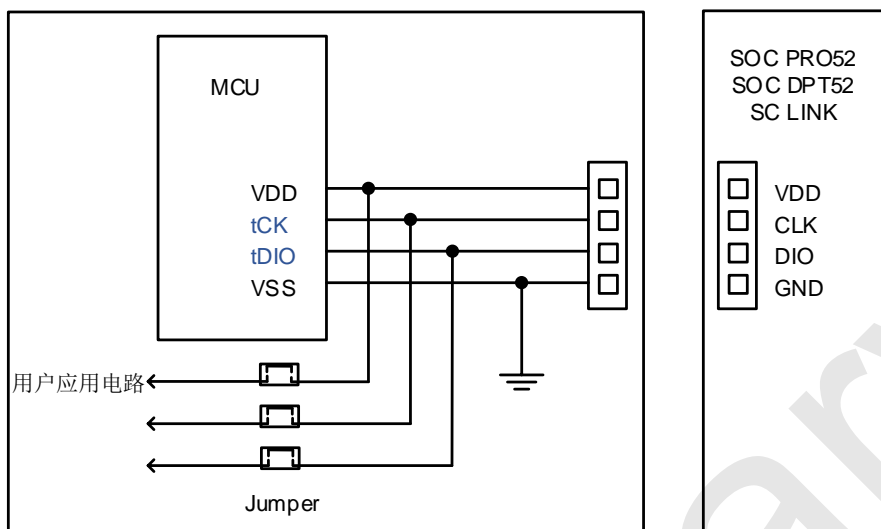 MCU
VDD
tCK
tDIO
VSS
用户应用电路
Jumper
SOC PRO52
SOC DPT52
SC LINK
VDD
CLK
DIO
GND